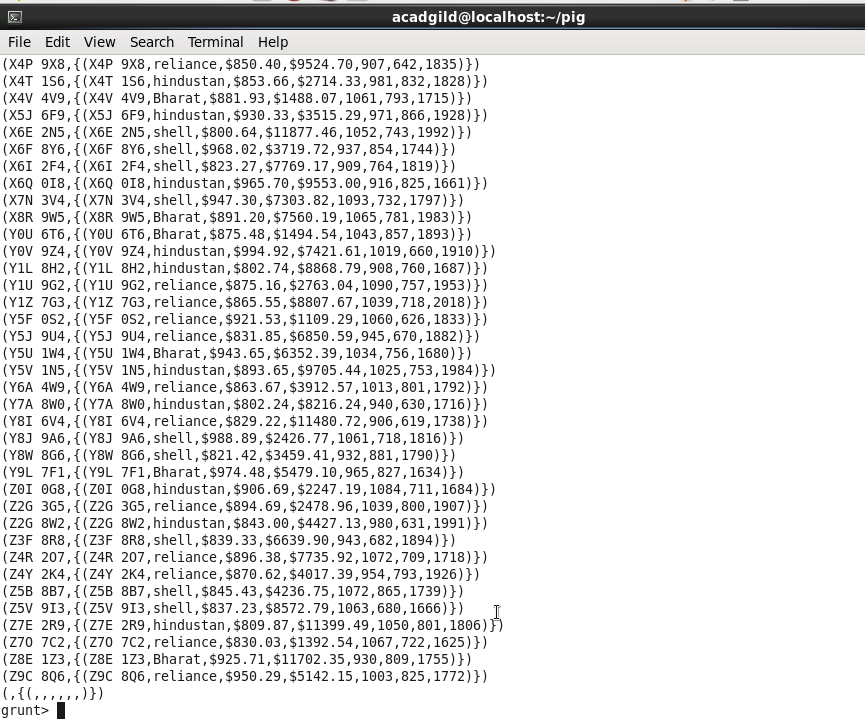 acadgild@localhost:~/pig
File Edit View Search Terminal Help
(X4P 9X8,{(X4P 9X8,reliance,$850.40,$9524.70,907,642,1835)})
(X4T 1S6,{(X4T 1S6,hindustan,$853.66,$2714.33,981,832,1828)})
(X4V 4V9,{(X4V 4V9,Bharat,$881.93,$1488.07,1061,793,1715)})
(X5J 6F9,{(X5J 6F9,hindustan,$930.33,$3515.29,971,866,1928)})
(X6E 2N5,{(X6E 2N5,shell,$800.64,$11877.46,1052,743,1992)})
(X6F 8Y6,{(X6F 8Y6,shell,$968.02,$3719.72,937,854,1744)})
(X6I 2F4,{(X6I 2F4,shell,$823.27,$7769.17,909,764,1819)})
(X6Q 0I8,{(X6Q 0I8,hindustan,$965.70,$9553.00,916,825,1661)})
(X7N 3V4,{(X7N 3V4,shell,$947.30,$7303.82,1093,732,1797)})
(X8R 9W5,{(X8R 9W5,Bharat,$891.20,$7560.19,1065,781,1983)})
(Y0U 6T6,{(Y0U 6T6,Bharat,$875.48,$1494.54,1043,857,1893)})
(Y0V 9Z4,{(Y0V 9Z4,hindustan,$994.92,$7421.61,1019,660,1910)})
(Y1L 8H2,{(Y1L 8H2,hindustan,$802.74,$8868.79,908,760,1687)})
(Y1U 9G2,{(Y1U 9G2,reliance,$875.16,$2763.04,1090,757,1953)})
(Y1Z 7G3,{(Y1Z 7G3,reliance,$865.55,$8807.67,1039,718,2018)})
(Y5F 0S2,{(Y5F 0S2,reliance,$921.53,$1109.29,1060,626,1833)})
(Y5J 9U4,{(Y5J 9U4,reliance,$831.85,$6850.59,945,670,1882)})
(Y5U 1W4,{(Y5U 1W4,Bharat,$943.65,$6352.39,1034,756,1680)})
(Y5V 1N5,{(Y5V 1N5,hindustan,$893.65,$9705.44,1025,753,1984)})
(Y6A 4W9,{(Y6A 4W9,reliance,$863.67,$3912.57,1013,801,1792)})
(Y7A 8W0,{(Y7A 8W0,hindustan,$802.24,$8216.24,940,630,1716)})
(Y8I 6V4,{(Y8I 6V4,reliance,$829.22,$11480.72,906,619,1738)})
(Y8J 9A6,{(Y8J 9A6,shell,$988.89,$2426.77,1061,718,1816)})
(Y8W 8G6,{(Y8W 8G6,shell,$821.42,$3459.41,932,881,1790)})
(Y9L 7F1,{(Y9L 7F1,Bharat,$974.48,$5479.10,965,827,1634)})
(Z0I 0G8,{(Z0I 0G8,hindustan,$906.69,$2247.19,1084,711,1684)})
(Z2G 3G5,{(Z2G 3G5,reliance,$894.69,$2478.96,1039,800,1907)})
(Z2G 8W2,{(Z2G 8W2,hindustan,$843.00,$4427.13,980,631,1991)})
(Z3F 8R8,{(Z3F 8R8,shell,$839.33,$6639.90,943,682,1894)})
(Z4R 2O7,{(Z4R 2O7,reliance,$896.38,$7735.92,1072,709,1718)})
(Z4Y 2K4,{(Z4Y 2K4,reliance,$870.62,$4017.39,954,793,1926)})
(Z5B 8B7,{(Z5B 8B7,shell,$845.43,$4236.75,1072,865,1739)})
(Z5V 9I3,{(Z5V 9I3,shell,$837.23,$8572.79,1063,680,1666)})
(Z7E 2R9,{(Z7E 2R9,hindustan,$809.87,$11399.49,1050,801,1806)})
(Z7O 7C2,{(Z7O 7C2,reliance,$830.03,$1392.54,1067,722,1625)})
(Z8E 1Z3,{(Z8E 1Z3,Bharat,$925.71,$11702.35,930,809,1755)})
(Z9C 8Q6,{(Z9C 8Q6,reliance,$950.29,$5142.15,1003,825,1772)})
(,{(,,,,,,)})
grunt>